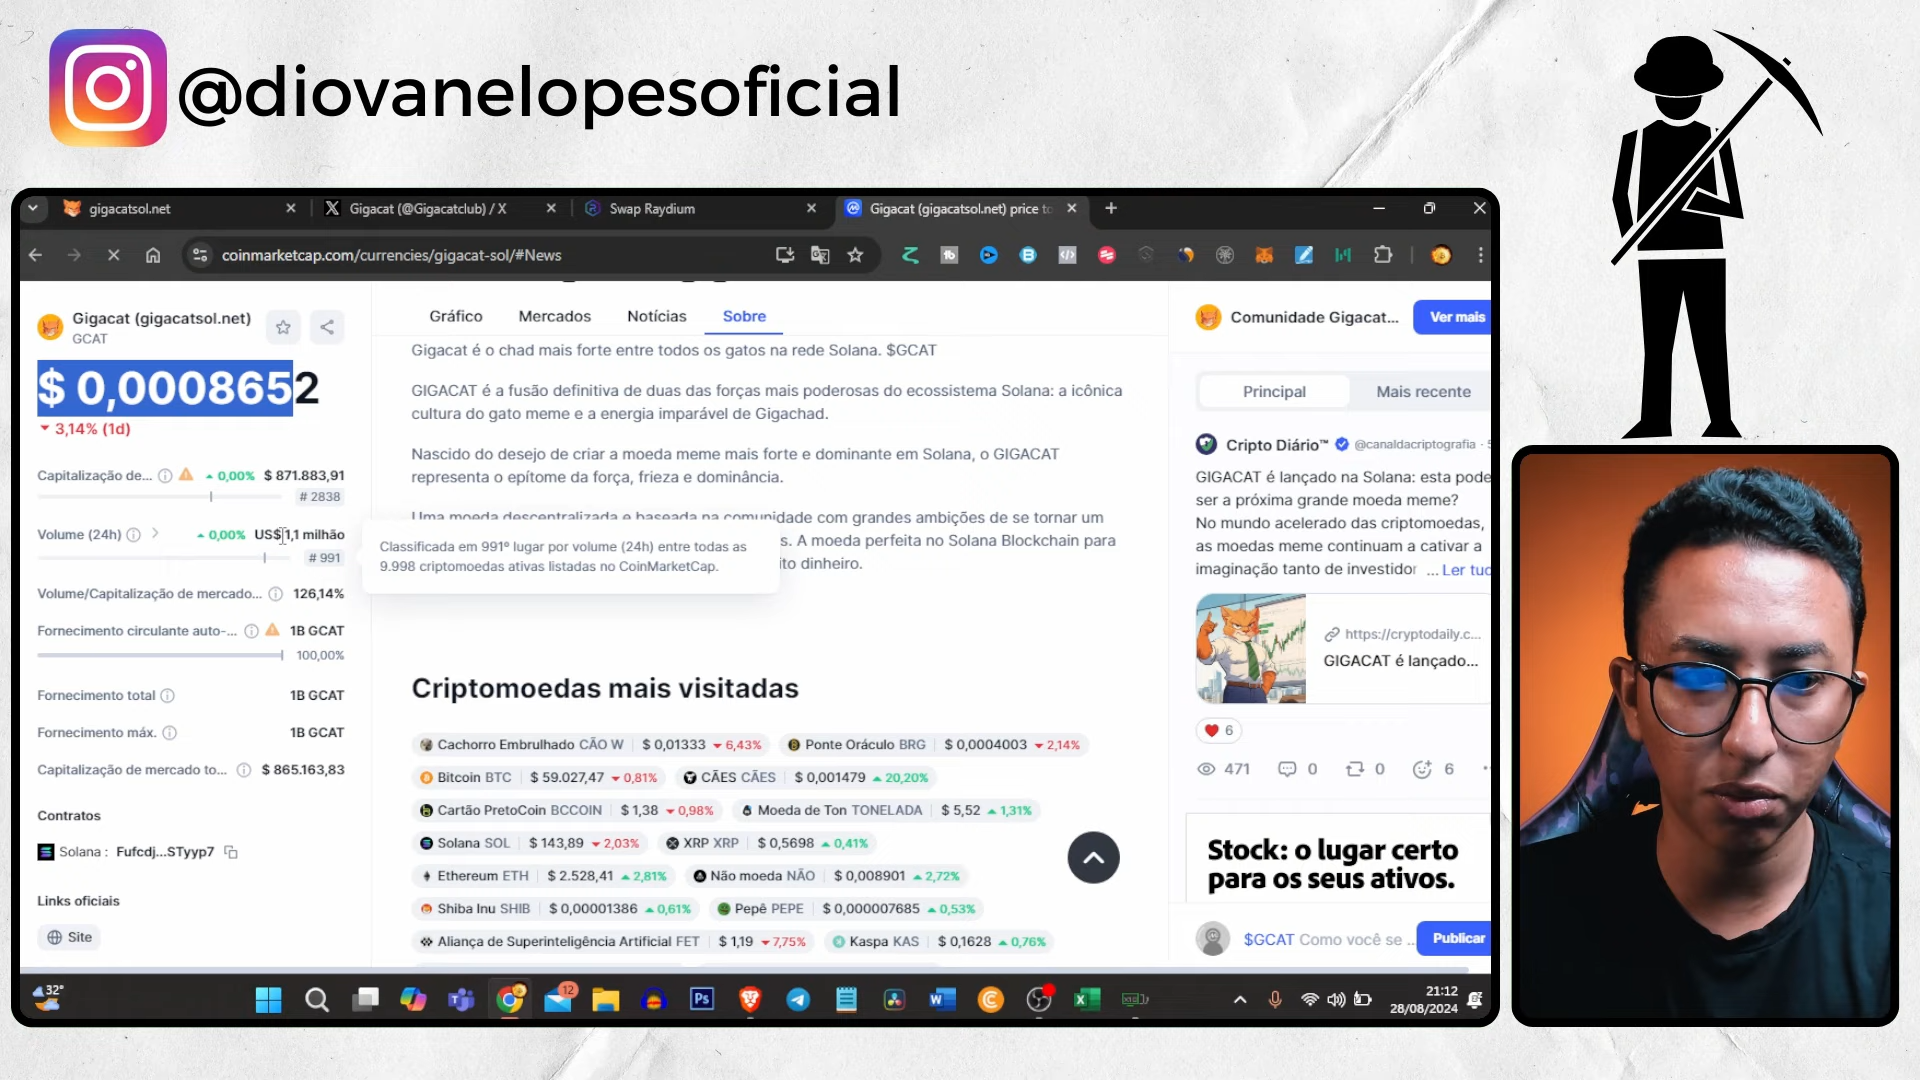 @diovanelopesoficial
gigacatsol.net
Gigacat (@Gigacatclub) / X
Swap Raydium
Gigacat (gigacatsol.net) price to
coinmarketcap.com/currencies/gigacat-sol/#News
Gigacat (gigacatsol.net)
GCAT
$ 0,0008652
3,14% (1d)
Capitalização de... 0,00% $ 871.883,91
# 2838
Volume (24h) 0,00% US$ 1,1 milhão
# 991
Volume/Capitalização de mercado... 126,14%
Fornecimento circulante auto-... 1B GCAT
100,00%
Fornecimento total 1B GCAT
Fornecimento máx. 1B GCAT
Capitalização de mercado to... $ 865.163,83
Contratos
Solana : Fufcdj...STyyp7
Links oficiais
Site
Gráfico Mercados Notícias Sobre
Gigacat é o chad mais forte entre todos os gatos na rede Solana. $GCAT
GIGACAT é a fusão definitiva de duas das forças mais poderosas do ecossistema Solana: a icônica
cultura do gato meme e a energia imparável de Gigachad.
Nascido do desejo de criar a moeda meme mais forte e dominante em Solana, o GIGACAT
representa o epítome da força, frieza e dominância.
Uma moeda descentralizada e baseada na comunidade com grandes ambições de se tornar um
s. A moeda perfeita no Solana Blockchain para
ito dinheiro.
Classificada em 991º lugar por volume (24h) entre todas as
9.998 criptomoedas ativas listadas no CoinMarketCap.
Criptomoedas mais visitadas
Cachorro Embrulhado CÃO W $ 0,01333 6,43% Ponte Oráculo BRG $ 0,0004003 2,14%
Bitcoin BTC $ 59.027,47 0,81% CÃES CÃES $ 0,001479 20,20%
Cartão PretoCoin BCCOIN $ 1,38 0,98% Moeda de Ton TONELADA $ 5,52 1,31%
Solana SOL $ 143,89 2,03% XRP XRP $ 0,5698 0,41%
Ethereum ETH $ 2.528,41 2,81% Não moeda NÃO $ 0,008901 2,72%
Shiba Inu SHIB $ 0,00001386 0,61% Pepê PEPE $ 0,000007685 0,53%
Aliança de Superinteligência Artificial FET $ 1,19 7,75% Kaspa KAS $ 0,1628 0,76%
Comunidade Gigacat... Ver mais
Principal Mais recente
Cripto Diário™ @canaldacriptografia ·
GIGACAT é lançado na Solana: esta pode
ser a próxima grande moeda meme?
No mundo acelerado das criptomoedas,
as moedas meme continuam a cativar a
imaginação tanto de investidor ... Ler tud
https://cryptodaily.c...
GIGACAT é lançado...
6
471 0 0 6
Stock: o lugar certo
para os seus ativos.
$GCAT Como você se ... Publicar
32°
12
21:12
28/08/2024